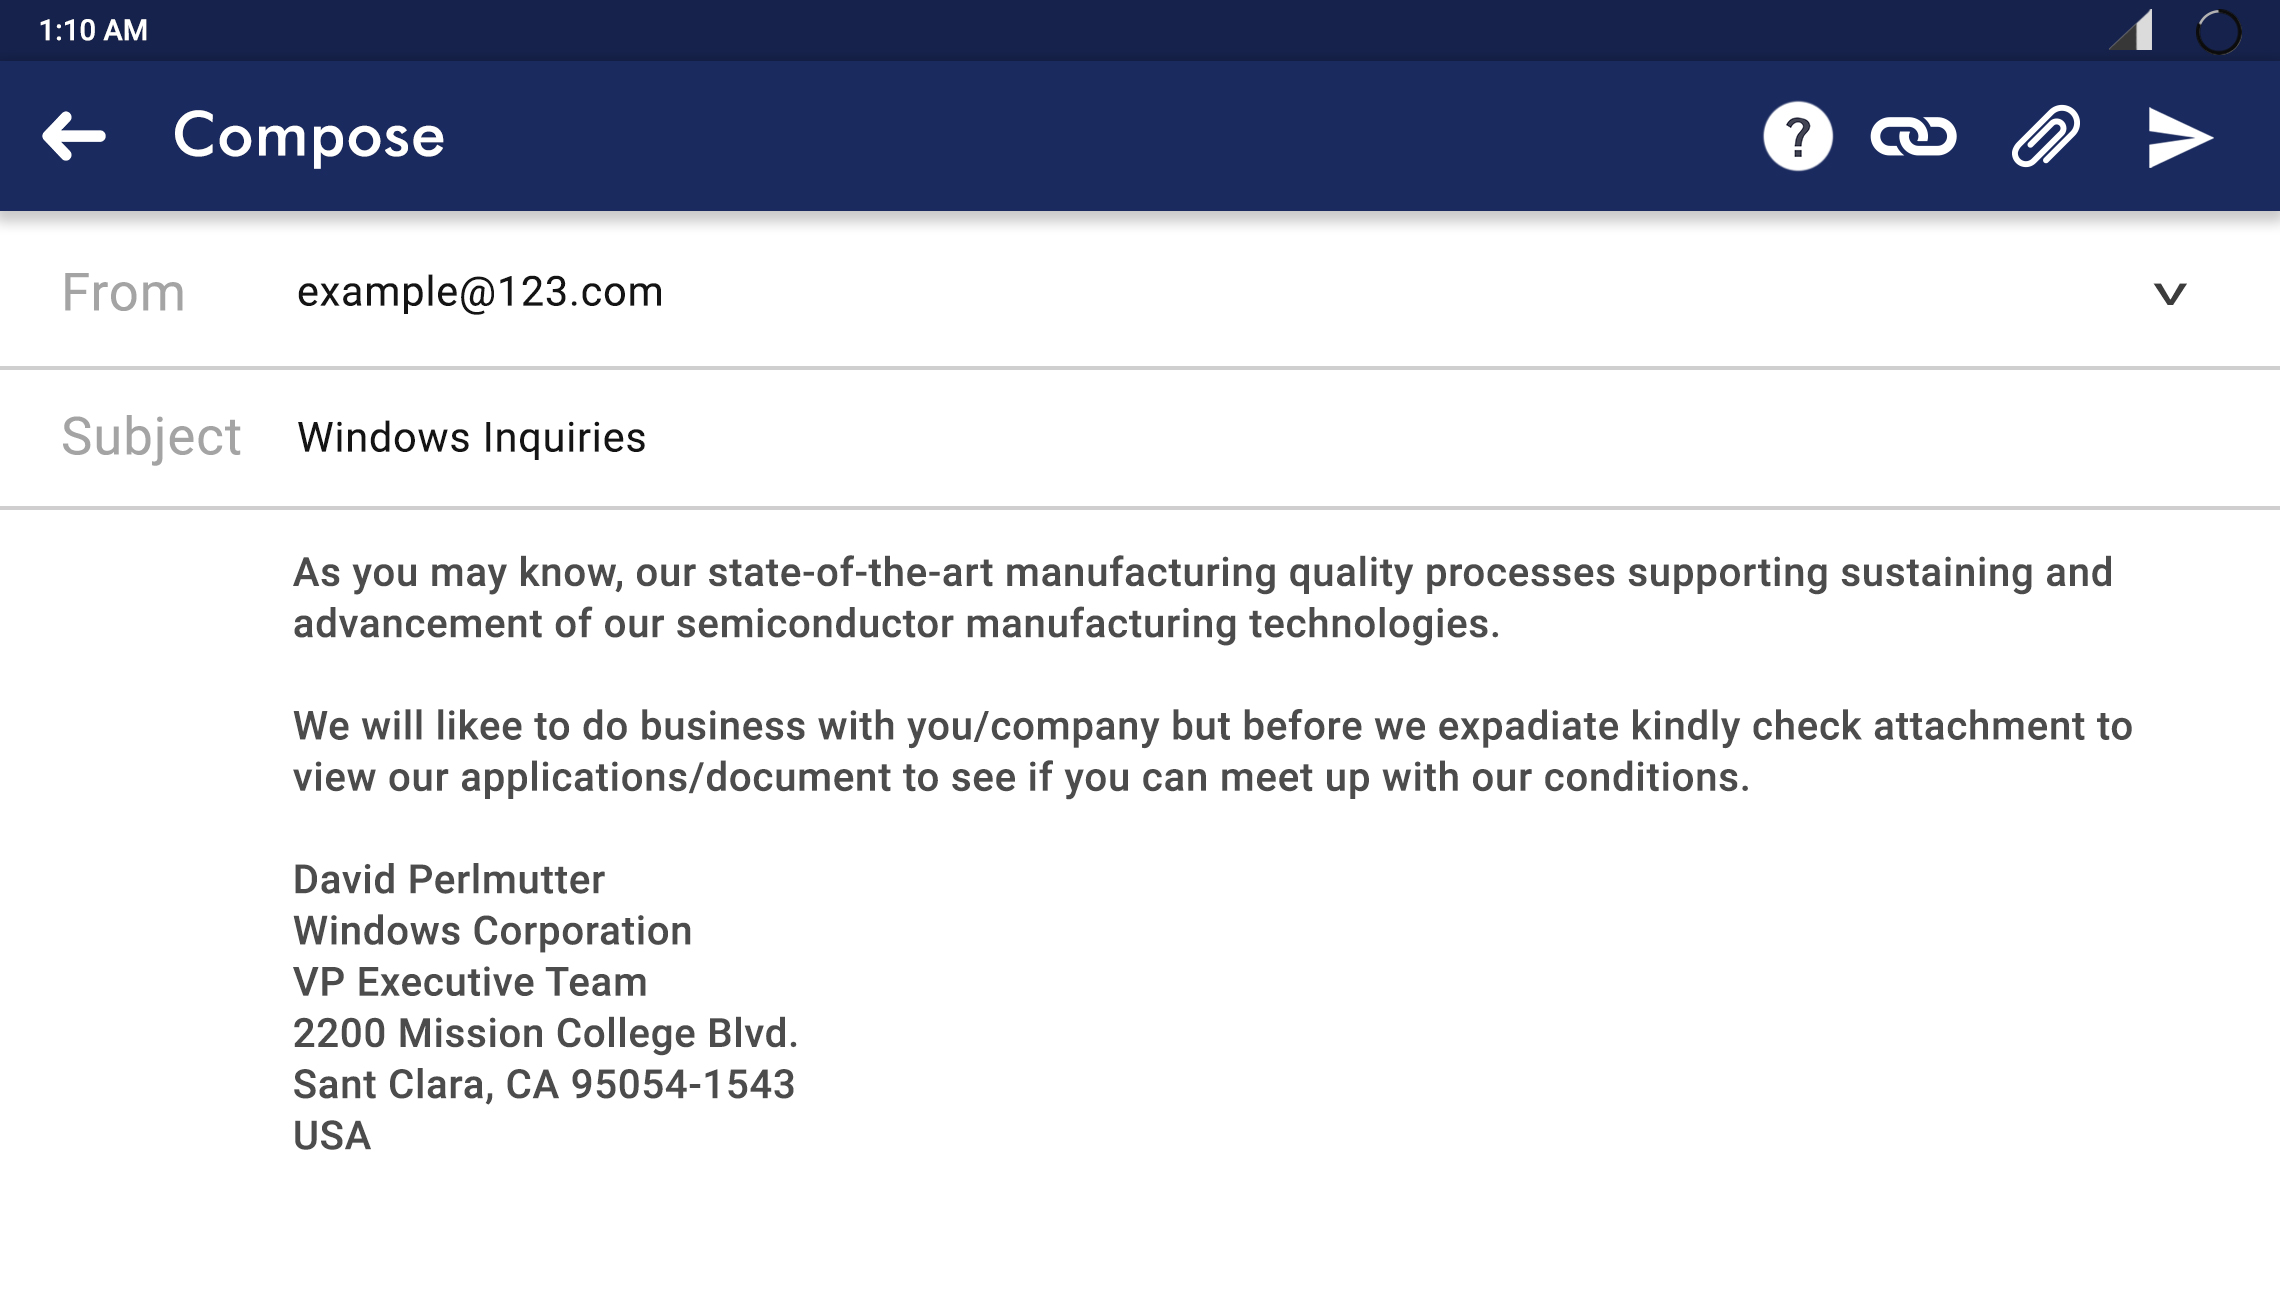 1:10 AM
Compose
?
From example@123.com
Subject Windows Inquiries
As you may know, our state-of-the-art manufacturing quality processes supporting sustaining and
advancement of our semiconductor manufacturing technologies.
We will likee to do business with you/company but before we expadiate kindly check attachment to
view our applications/document to see if you can meet up with our conditions.
David Perlmutter
Windows Corporation
VP Executive Team
2200 Mission College Blvd.
Sant Clara, CA 95054-1543
USA